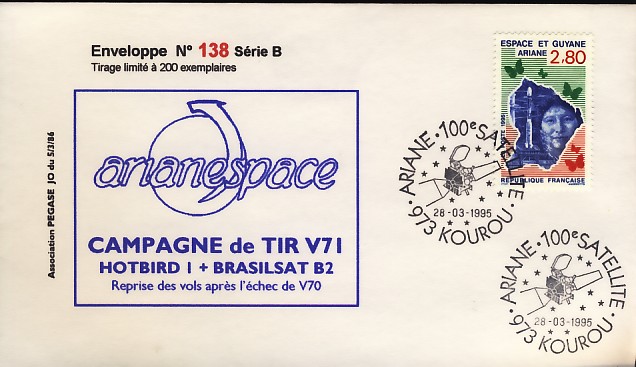 Enveloppe N° 138 Série B
Tirage limité à 200 exemplaires
Association PEGASE JO du 5/3/86
arianespace
CAMPAGNE de TIR V71
HOTBIRD 1 + BRASILSAT B2
Reprise des vols après l'échec de V70
ESPACE ET GUYANE
ARIANE 2,80
RÉPUBLIQUE FRANÇAISE
ARIANE · 100e SATELLITE ·
28-03-1995
973 KOUROU
ARIANE · 100e SATELLITE ·
28-03-1995
973 KOUROU